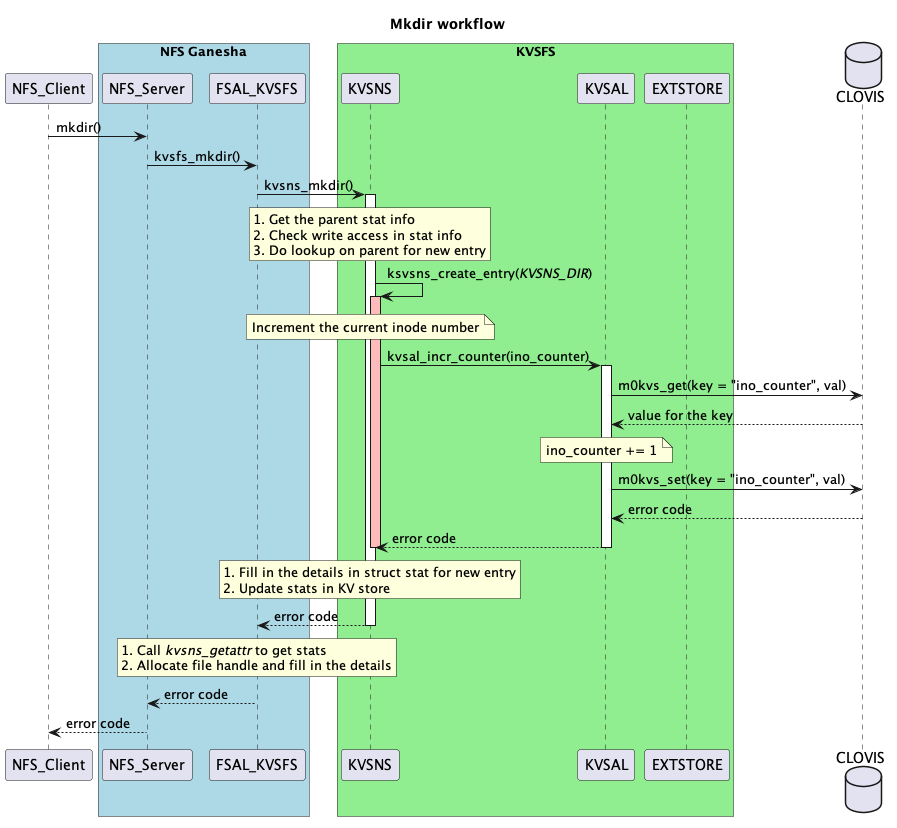 Mkdir workflow
NFS Ganesha
KVSFS
NFS_Client
NFS_Server
FSAL_KVSFS
KVSNS
KVSAL
EXTSTORE
CLOVIS
mkdir()
kvsfs_mkdir()
kvsns_mkdir()
1. Get the parent stat info
2. Check write access in stat info
3. Do lookup on parent for new entry
ksvsns_create_entry(KVSNS_DIR)
Increment the current inode number
kvsal_incr_counter(ino_counter)
m0kvs_get(key = "ino_counter", val)
value for the key
ino_counter += 1
m0kvs_set(key = "ino_counter", val)
error code
error code
1. Fill in the details in struct stat for new entry
2. Update stats in KV store
error code
1. Call kvsns_getattr to get stats
2. Allocate file handle and fill in the details
error code
error code
NFS_Client
NFS_Server
FSAL_KVSFS
KVSNS
KVSAL
EXTSTORE
CLOVIS